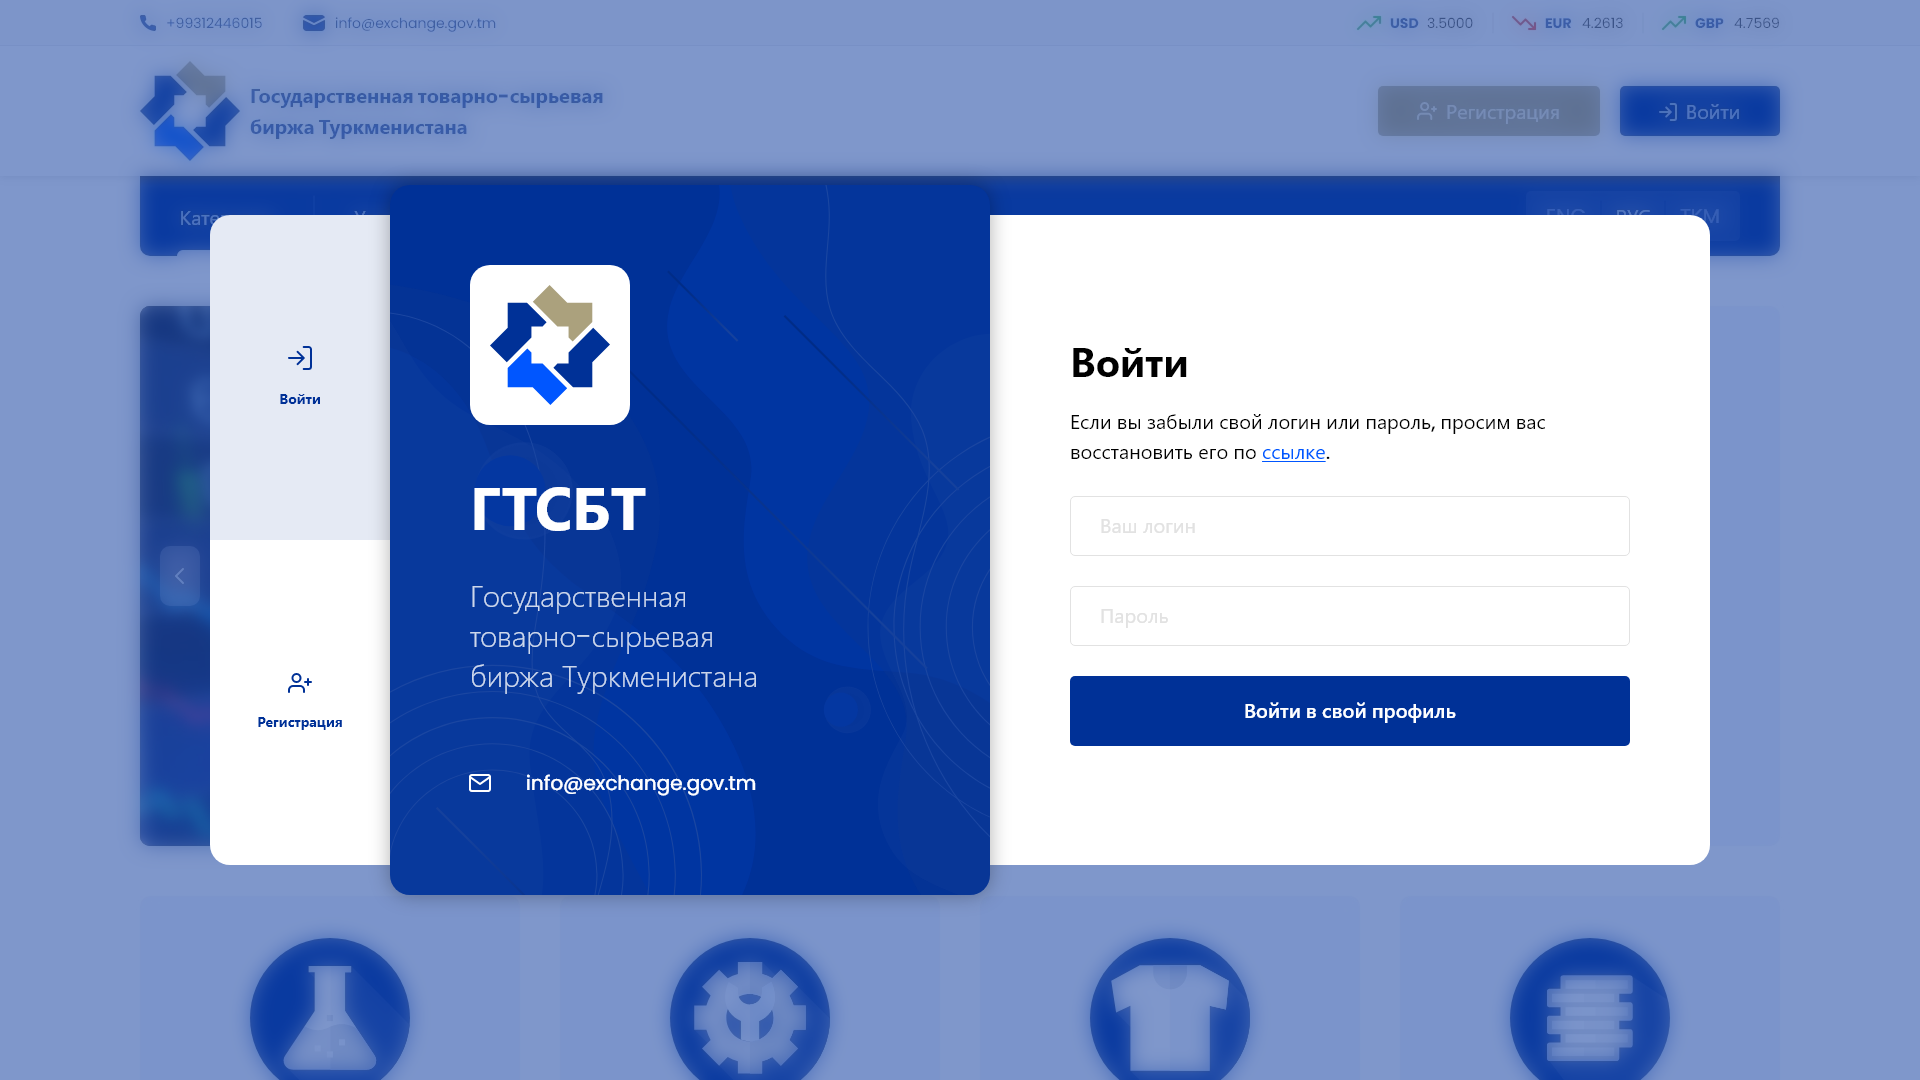 +99312446015
info@exchange.gov.tm
USD 3.5000
EUR 4.2613
GBP 4.7569
Государственная товарно-сырьевая
биржа Туркменистана
Регистрация
Войти
ENG РУС ТКМ
Войти
Регистрация
ГТСБТ
Государственная
товарно-сырьевая
биржа Туркменистана
info@exchange.gov.tm
Войти
Если вы забыли свой логин или пароль, просим вас
восстановить его по ссылке.
Ваш логин
Пароль
Войти в свой профиль